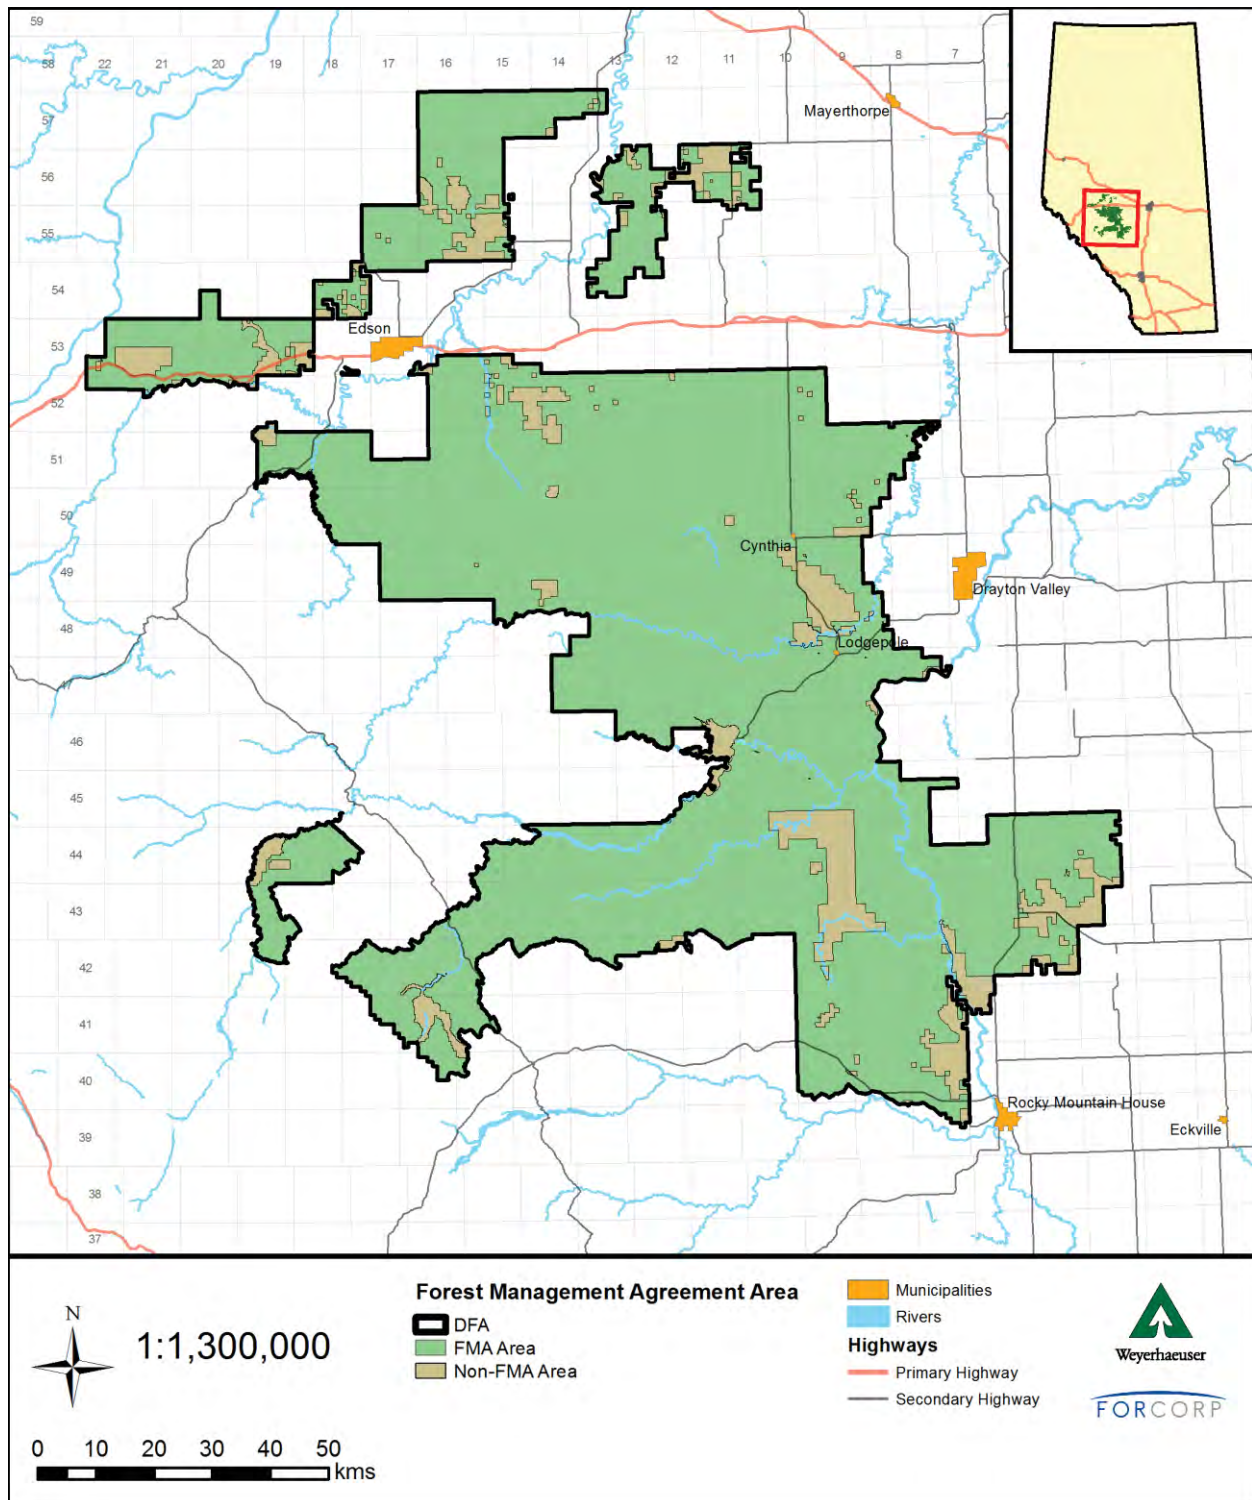 59
58 22 21 20 19 18 17 16 15 14 13 12 11 10 9 8 7
57
Mayerthorpe
56
55
54
Edson
53
52
51
50
Cynthia
49
Drayton Valley
48
Lodgepole
47
46
45
44
43
42
41
40
Rocky Mountain House
39
Eckville
38
37
Forest Management Agreement Area
DFA
FMA Area
Non-FMA Area
Municipalities
Rivers
Highways
Primary Highway
Secondary Highway
N
1:1,300,000
0 10 20 30 40 50
kms
Weyerhaeuser
FORCORP